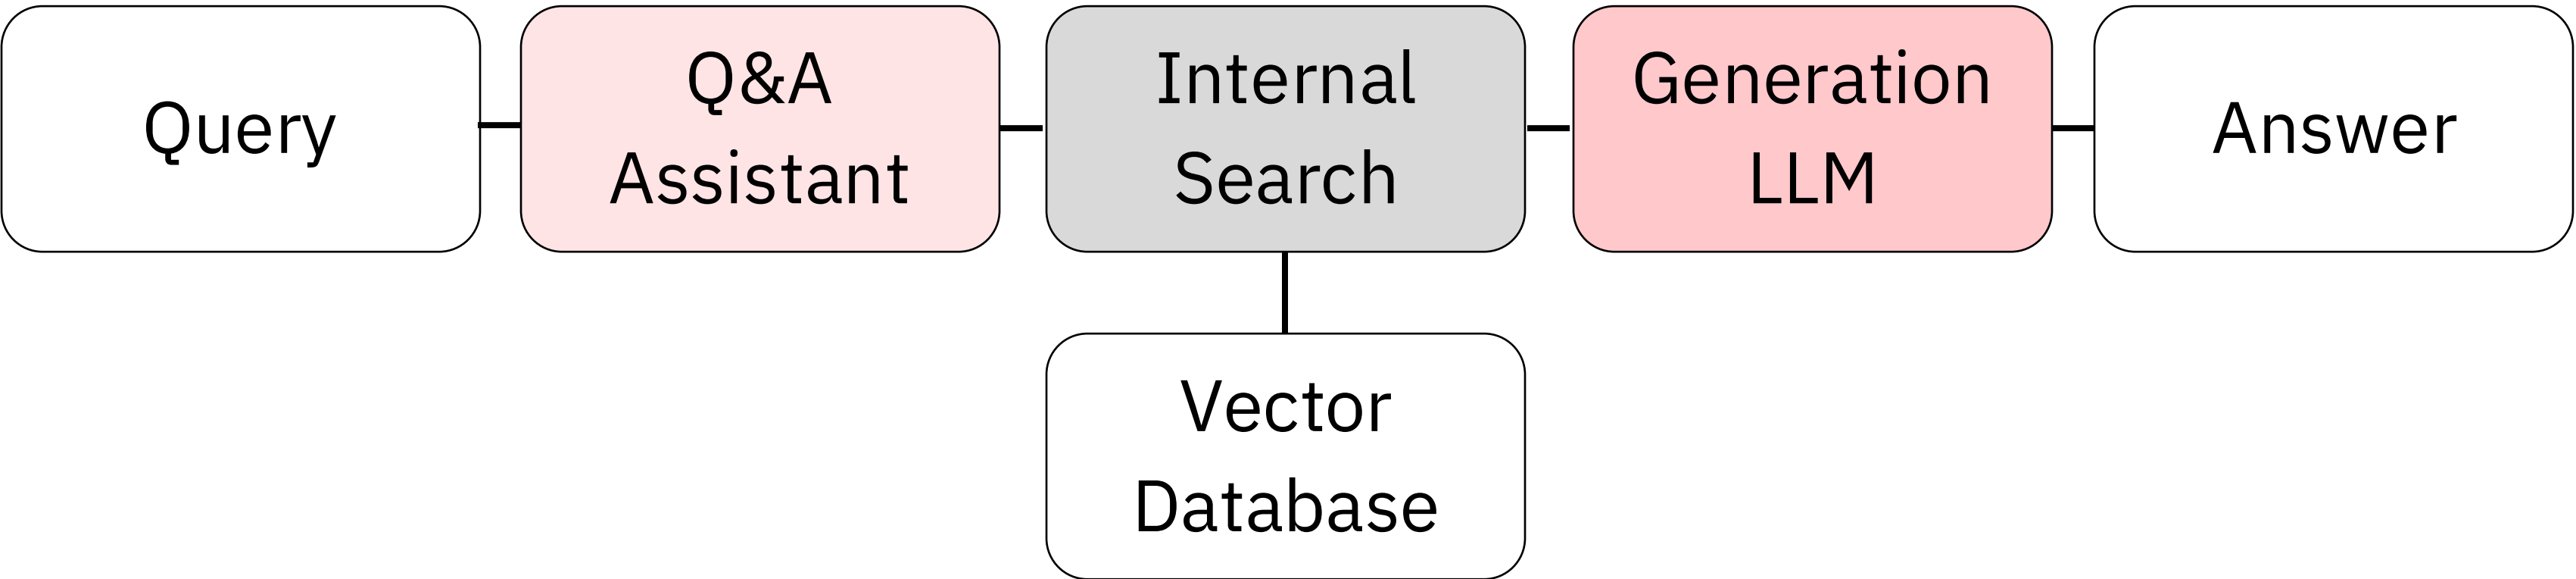 Query
Q&A
Assistant
Internal
Search
Generation
LLM
Answer
Vector
Database